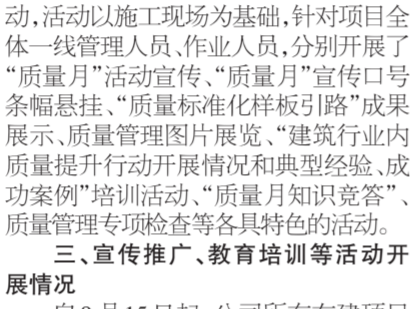 动,活动以施工现场为基础,针对项目全
体一线管理人员、作业人员,分别开展了
“质量月”活动宣传、“质量月”宣传口号
条幅悬挂、“质量标准化样板引路”成果
展示、质量管理图片展览、“建筑行业内
质量提升行动开展情况和典型经验、成
功案例”培训活动、“质量月知识竞答”、
质量管理专项检查等各具特色的活动。
三、宣传推广、教育培训等活动开
展情况